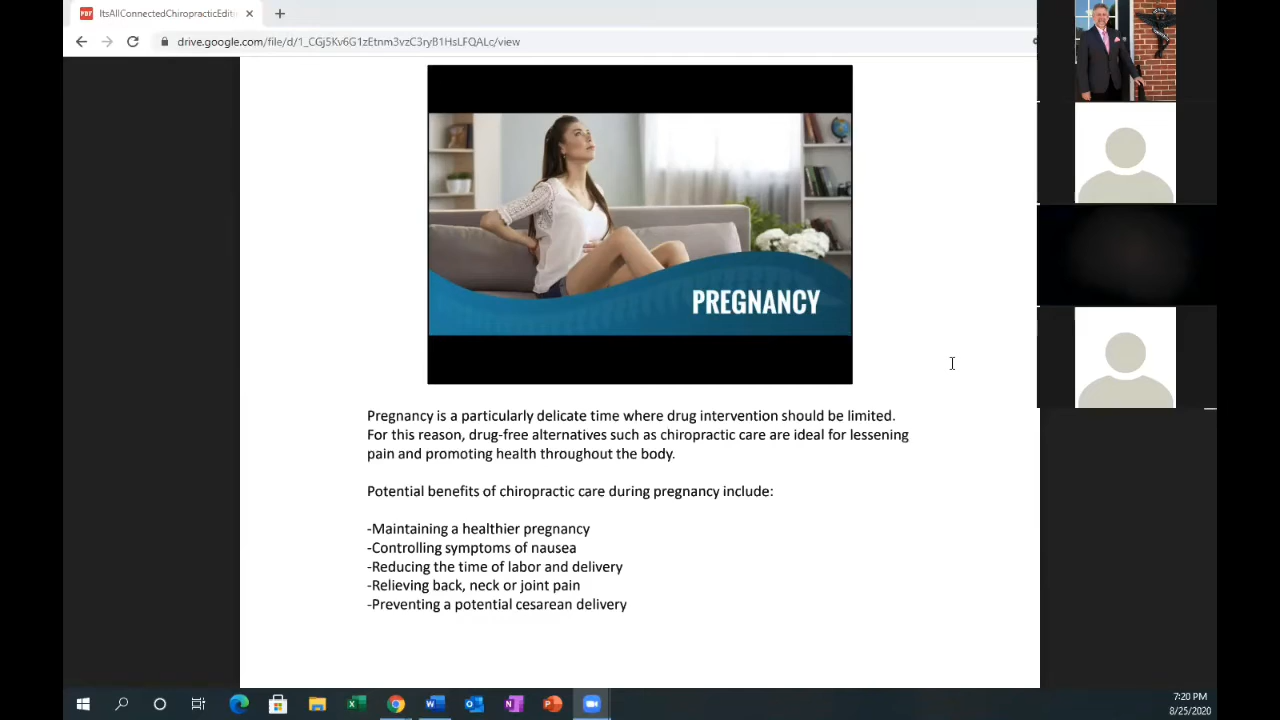 ItsAllConnectedChiropracticEditi
drive.google.com/file/d/1_CGj5Kv6G1zEtnm3vzC3ryB1HsLFQALc/view
PREGNANCY
Pregnancy is a particularly delicate time where drug intervention should be limited.
For this reason, drug-free alternatives such as chiropractic care are ideal for lessening
pain and promoting health throughout the body.
Potential benefits of chiropractic care during pregnancy include:
-Maintaining a healthier pregnancy
-Controlling symptoms of nausea
-Reducing the time of labor and delivery
-Relieving back, neck or joint pain
-Preventing a potential cesarean delivery
7:20 PM
8/25/2020